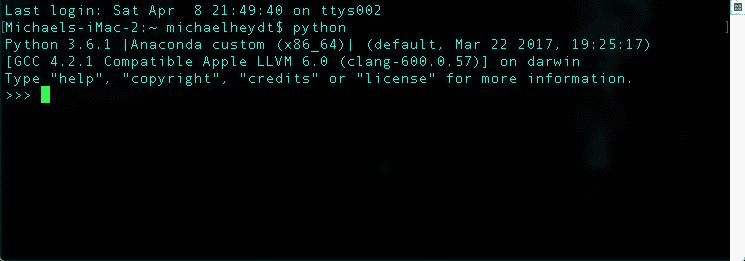 Last login: Sat Apr  8 21:49:40 on ttys002
[Michaels-iMac-2:~ michaelheydt$ python                                        ]
Python 3.6.1 |Anaconda custom (x86_64)| (default, Mar 22 2017, 19:25:17)
[GCC 4.2.1 Compatible Apple LLVM 6.0 (clang-600.0.57)] on darwin
Type "help", "copyright", "credits" or "license" for more information.
>>>